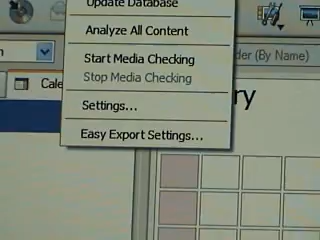 Update Database
Analyze All Content
Start Media Checking
Stop Media Checking
Settings...
Easy Export Settings...
der (By Name)
Cale
ry
n